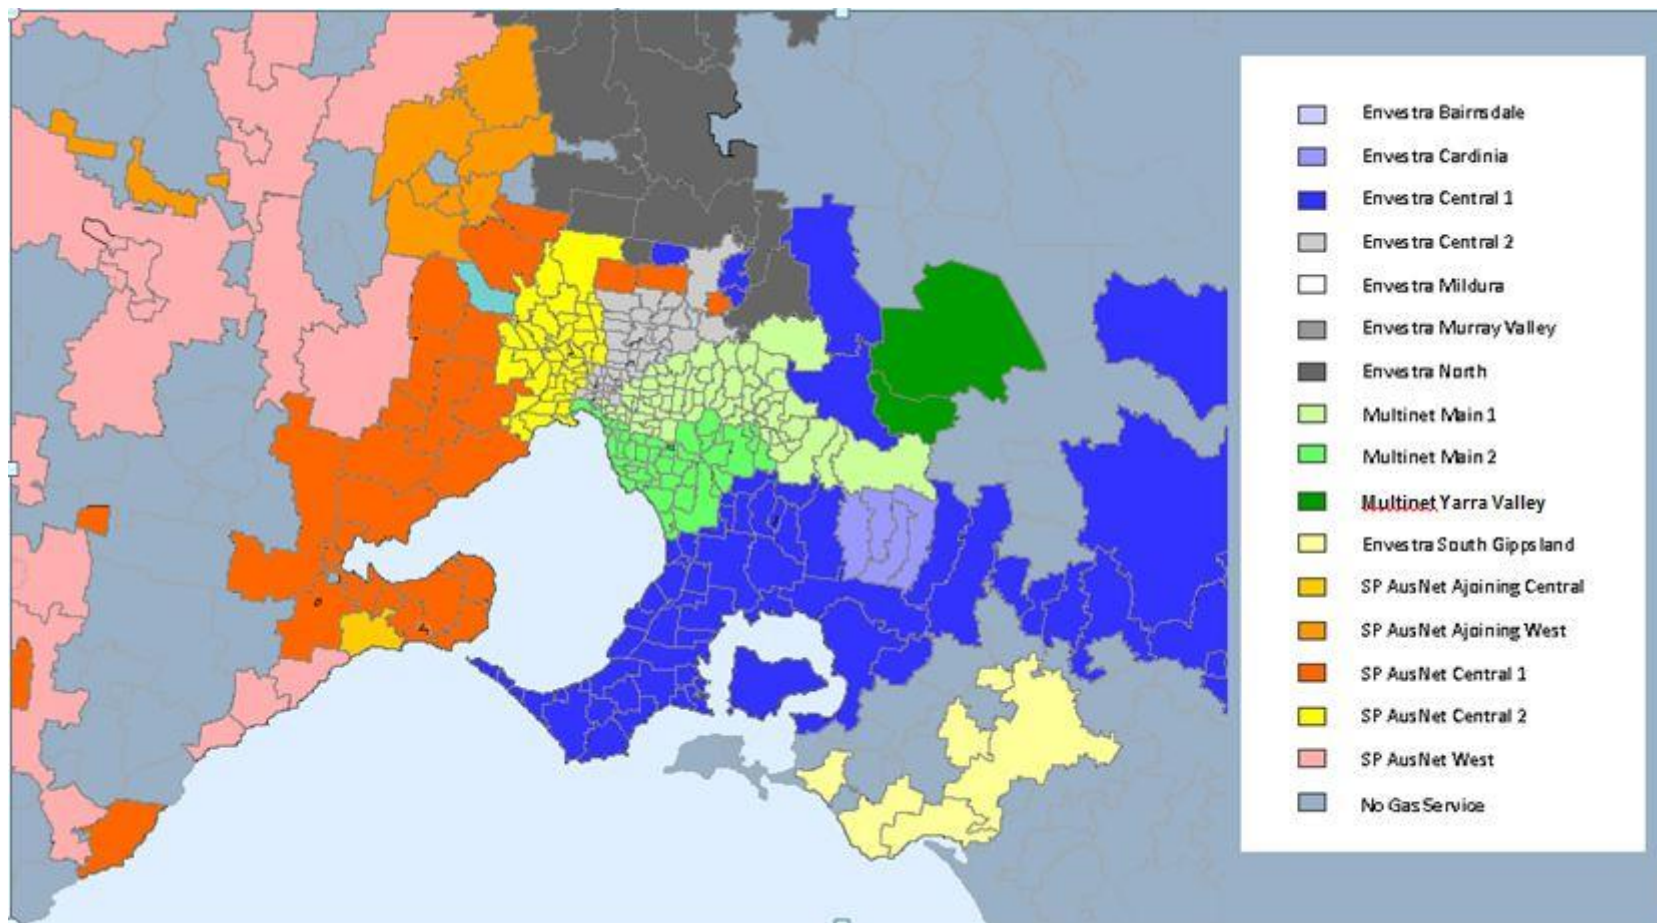 Envestra Bairnsdale
Envestra Cardinia
Envestra Central 1
Envestra Central 2
Envestra Mildura
Envestra Murray Valley
Envestra North
Multinet Main 1
Multinet Main 2
Multinet Yarra Valley
Envestra South Gippsland
SP AusNet Ajoining Central
SP AusNet Ajoining West
SP AusNet Central 1
SP AusNet Central 2
SP AusNet West
No Gas Service